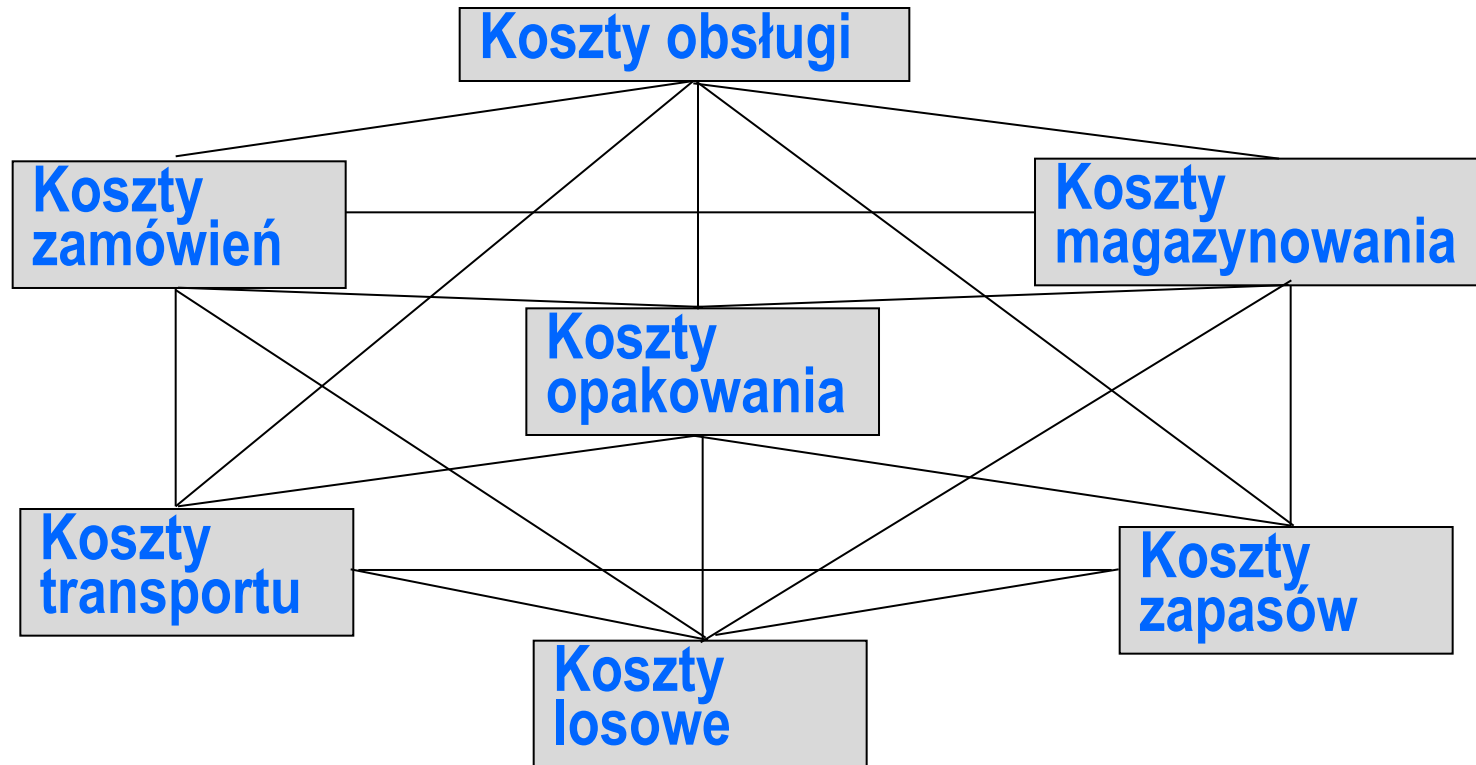 Koszty obsługi
Koszty
zamówień
Koszty
magazynowania
Koszty
opakowania
Koszty
transportu
Koszty
zapasów
Koszty
losowe